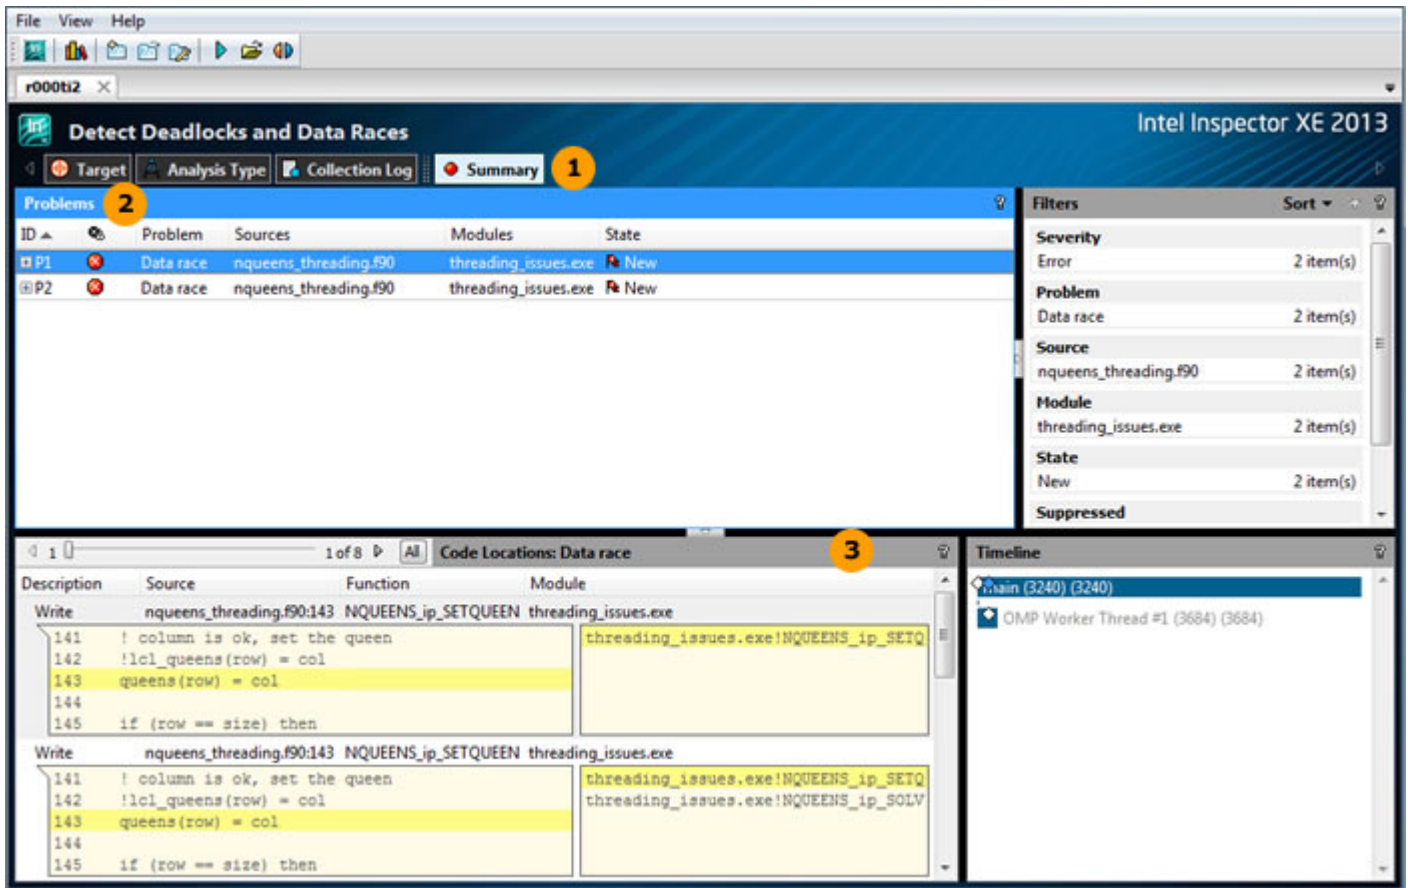 File View Help
r000ti2
Detect Deadlocks and Data Races
Intel Inspector XE 2013
Target Analysis Type Collection Log Summary 1
Problems 2
ID Problem Sources Modules State
P1 Data race nqueens_threading.f90 threading_issues.exe New
P2 Data race nqueens_threading.f90 threading_issues.exe New
Filters Sort
Severity
Error 2 item(s)
Problem
Data race 2 item(s)
Source
nqueens_threading.f90 2 item(s)
Module
threading_issues.exe 2 item(s)
State
New 2 item(s)
Suppressed
1 1 of 8 All Code Locations: Data race 3
Description Source Function Module
Write nqueens_threading.f90:143 NQUEENS_ip_SETQUEEN threading_issues.exe
141 ! column is ok, set the queen threading_issues.exe!NQUEENS_ip_SETQ
142 !lcl_queens(row) = col
143 queens(row) = col
144
145 if (row == size) then
Write nqueens_threading.f90:143 NQUEENS_ip_SETQUEEN threading_issues.exe
141 ! column is ok, set the queen threading_issues.exe!NQUEENS_ip_SETQ
142 !lcl_queens(row) = col threading_issues.exe!NQUEENS_ip_SOLV
143 queens(row) = col
144
145 if (row == size) then
Timeline
main (3240) (3240)
OMP Worker Thread #1 (3684) (3684)